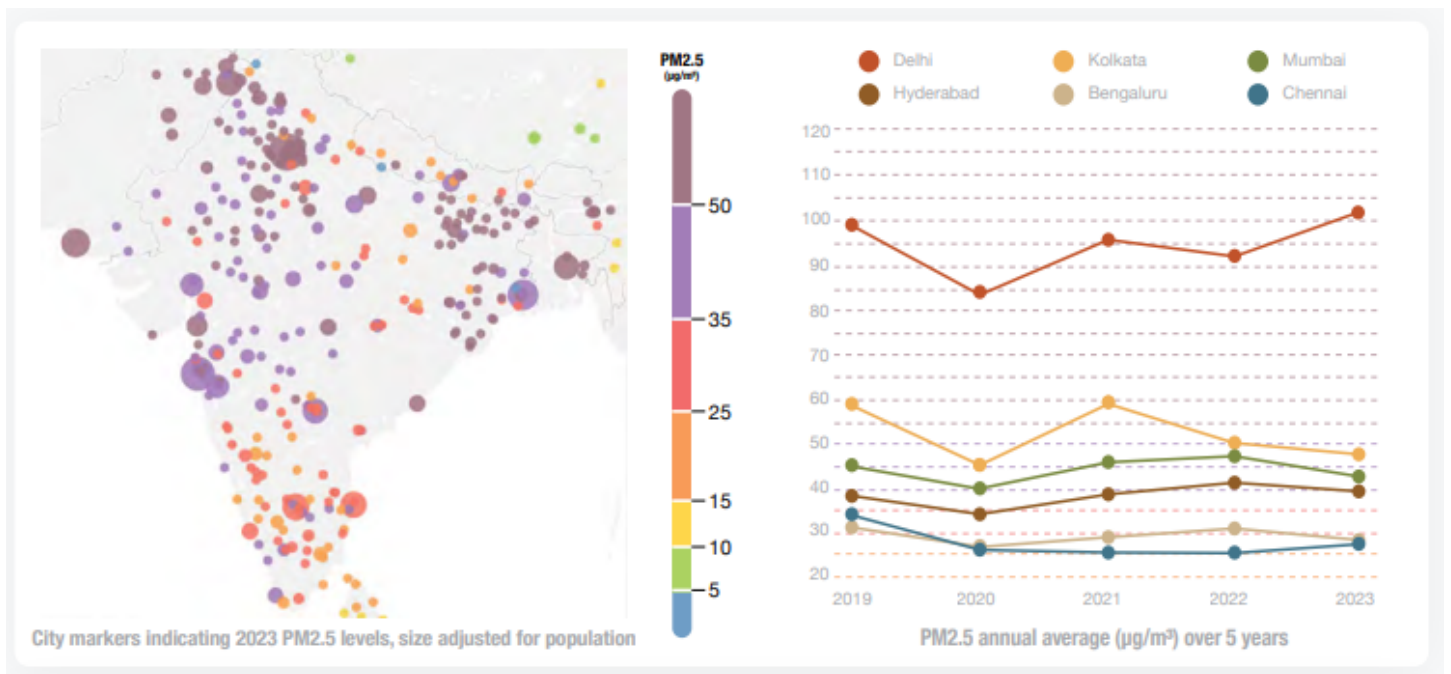 PM2.5
(µg/m³)
50
35
25
15
10
5
City markers indicating 2023 PM2.5 levels, size adjusted for population
Delhi Kolkata Mumbai
Hyderabad Bengaluru Chennai
120
110
100
90
80
70
60
50
40
30
20
2019 2020 2021 2022 2023
PM2.5 annual average (µg/m³) over 5 years